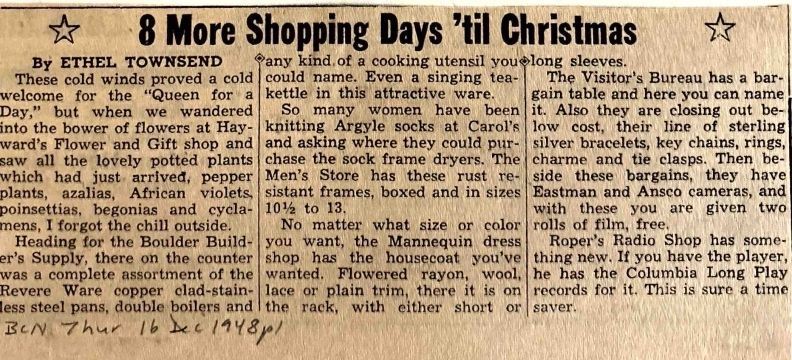 8 More Shopping Days 'til Christmas
By ETHEL TOWNSEND
These cold winds proved a cold
welcome for the "Queen for a
Day," but when we wandered
into the bower of flowers at Hay-
ward's Flower and Gift shop and
saw all the lovely potted plants
which had just arrived, pepper
plants, azalias, African violets,
poinsettias, begonias and cycla-
mens, I forgot the chill outside.
Heading for the Boulder Build-
er's Supply, there on the counter
was a complete assortment of the
Revere Ware copper clad-stain-
less steel pans, double boilers and
any kind of a cooking utensil you
could name. Even a singing tea-
kettle in this attractive ware.
So many women have been
knitting Argyle socks at Carol's
and asking where they could pur-
chase the sock frame dryers. The
Men's Store has these rust re-
sistant frames, boxed and in sizes
10½ to 13.
No matter what size or color
you want, the Mannequin dress
shop has the housecoat you've
wanted. Flowered rayon, wool,
lace or plain trim, there it is on
the rack, with either short or
long sleeves.
The Visitor's Bureau has a bar-
gain table and here you can name
it. Also they are closing out be-
low cost, their line of sterling
silver bracelets, key chains, rings,
charme and tie clasps. Then be-
side these bargains, they have
Eastman and Ansco cameras, and
with these you are given two
rolls of film, free.
Roper's Radio Shop has some-
thing new. If you have the player,
he has the Columbia Long Play
records for it. This is sure a time
saver.
BCN Thur 16 Dec 1948 p1